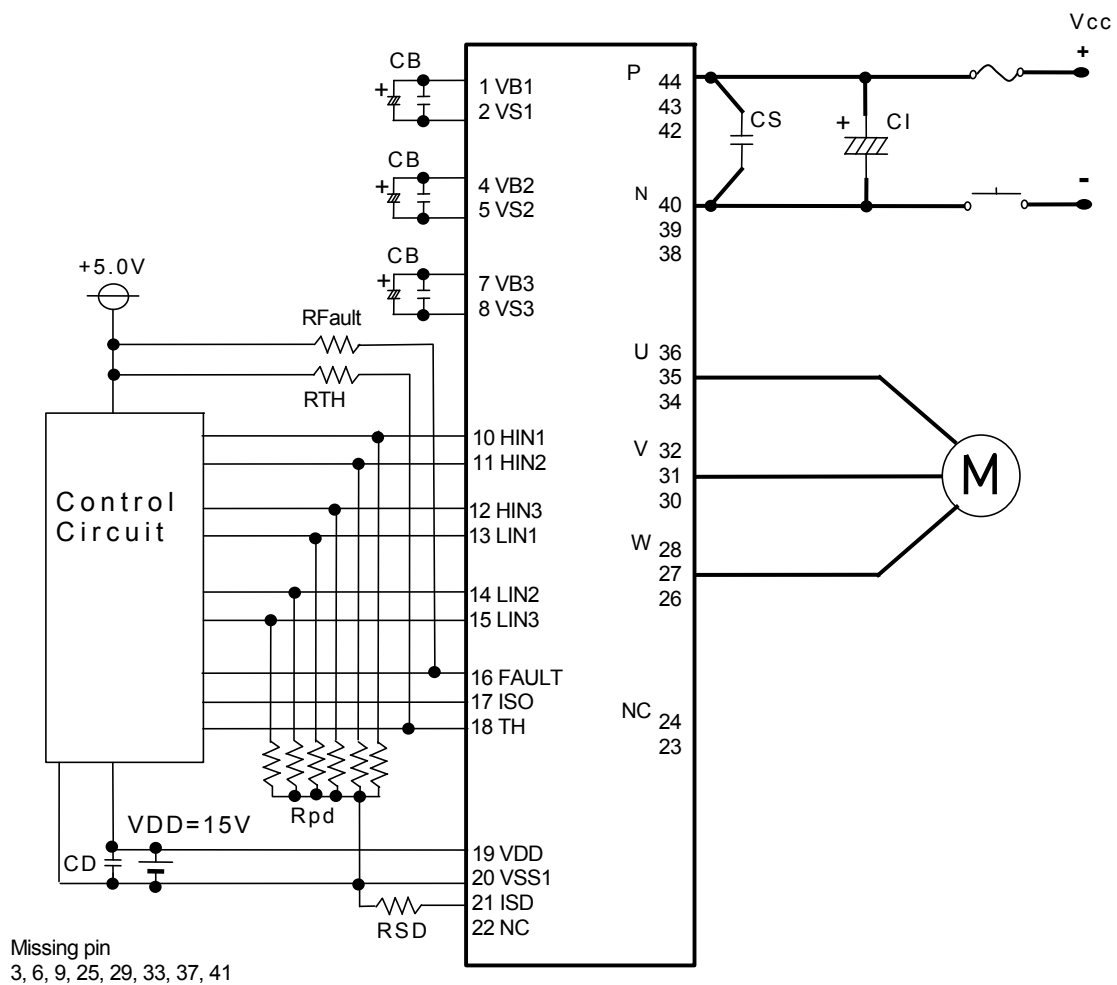 Vcc
+
CB
+
1 VB1
2 VS1
P 44
43
42
CS
+ CI
CB
+
4 VB2
5 VS2
N 40
39
38
-
CB
+
7 VB3
8 VS3
+5.0V
RFault
RTH
U 36
35
34
10 HIN1
11 HIN2
12 HIN3
13 LIN1
14 LIN2
15 LIN3
V 32
31
30
M
Control
Circuit
W 28
27
26
16 FAULT
17 ISO
18 TH
NC 24
23
Rpd
VDD=15V
CD
19 VDD
20 VSS1
21 ISD
22 NC
RSD
Missing pin
3, 6, 9, 25, 29, 33, 37, 41